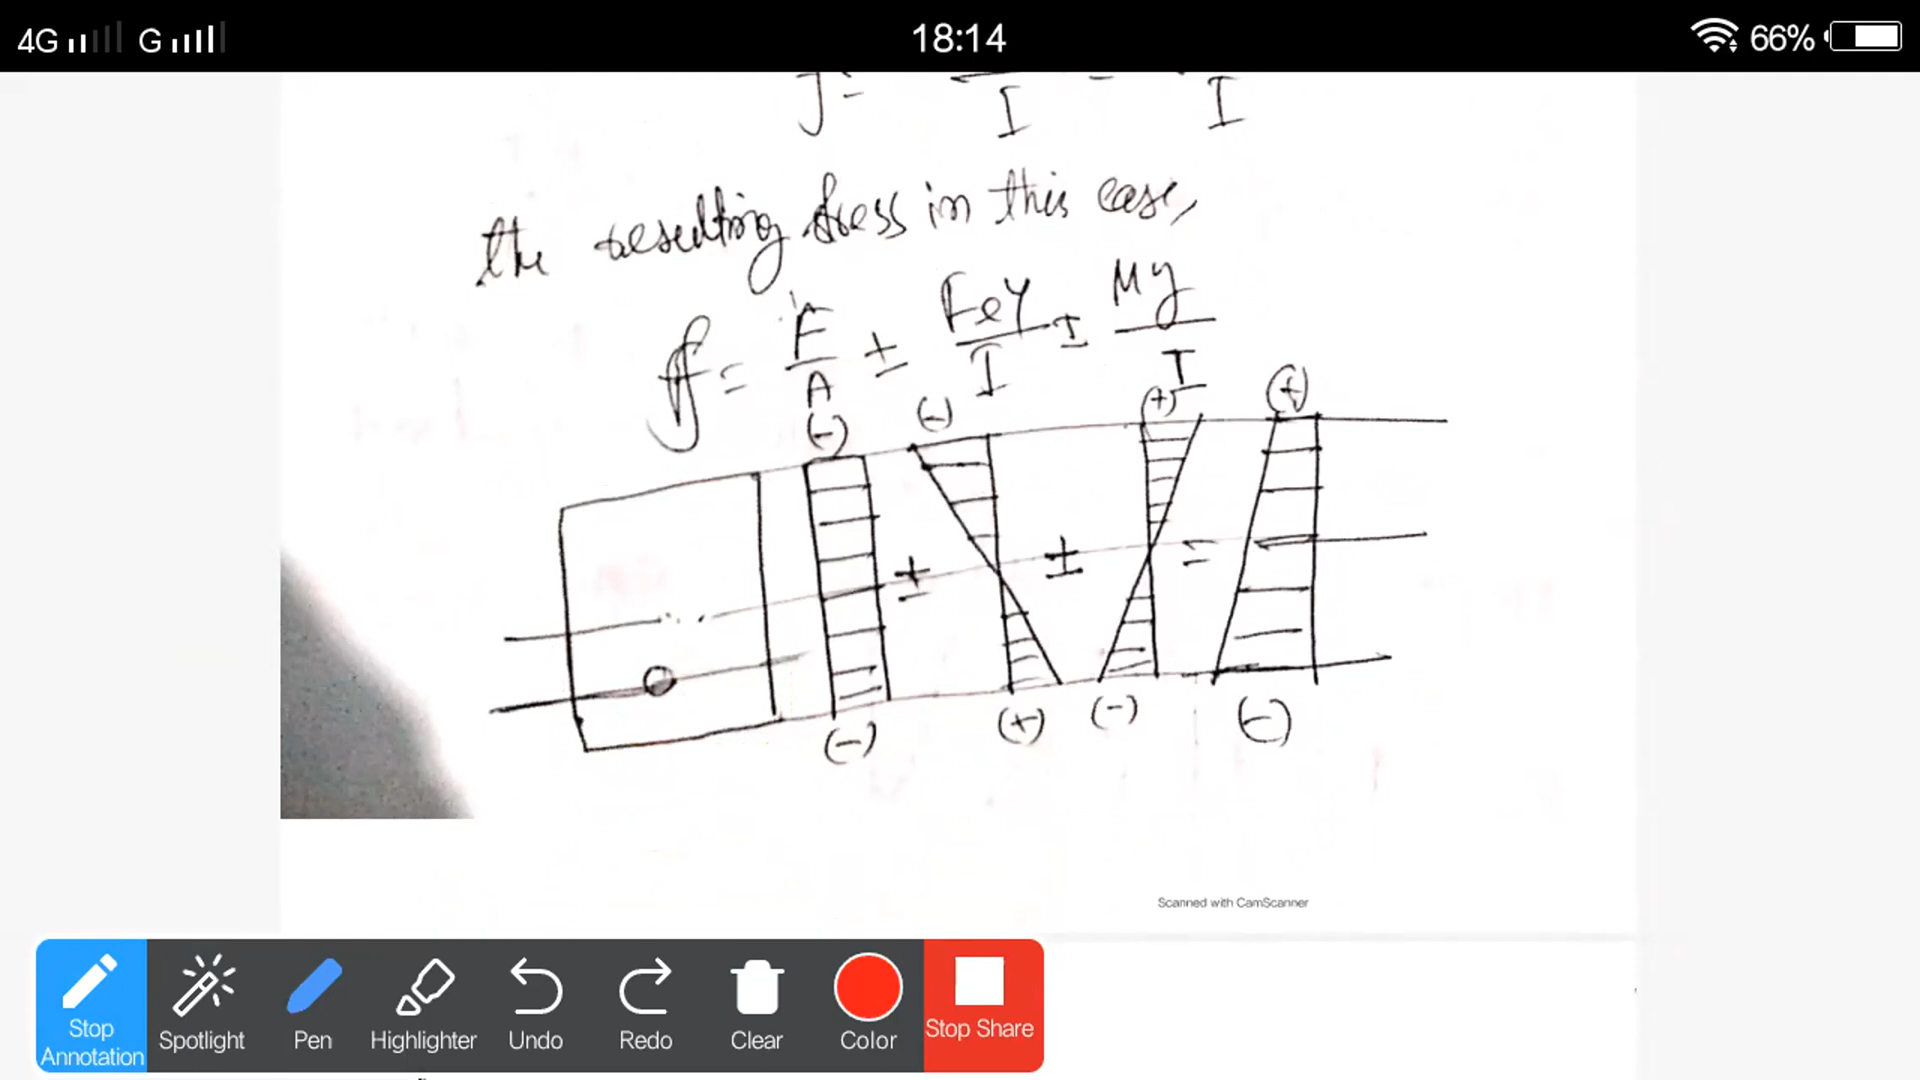 4G G 18:14 66%
f = I = I
the resulting stress in this case,
f = F/A ± FeY/I ± My/I
(-) (-) (+) (+)
± ± =
(-) (+) (-) (-)
Scanned with CamScanner
Stop Annotation Spotlight Pen Highlighter Undo Redo Clear Color Stop Share